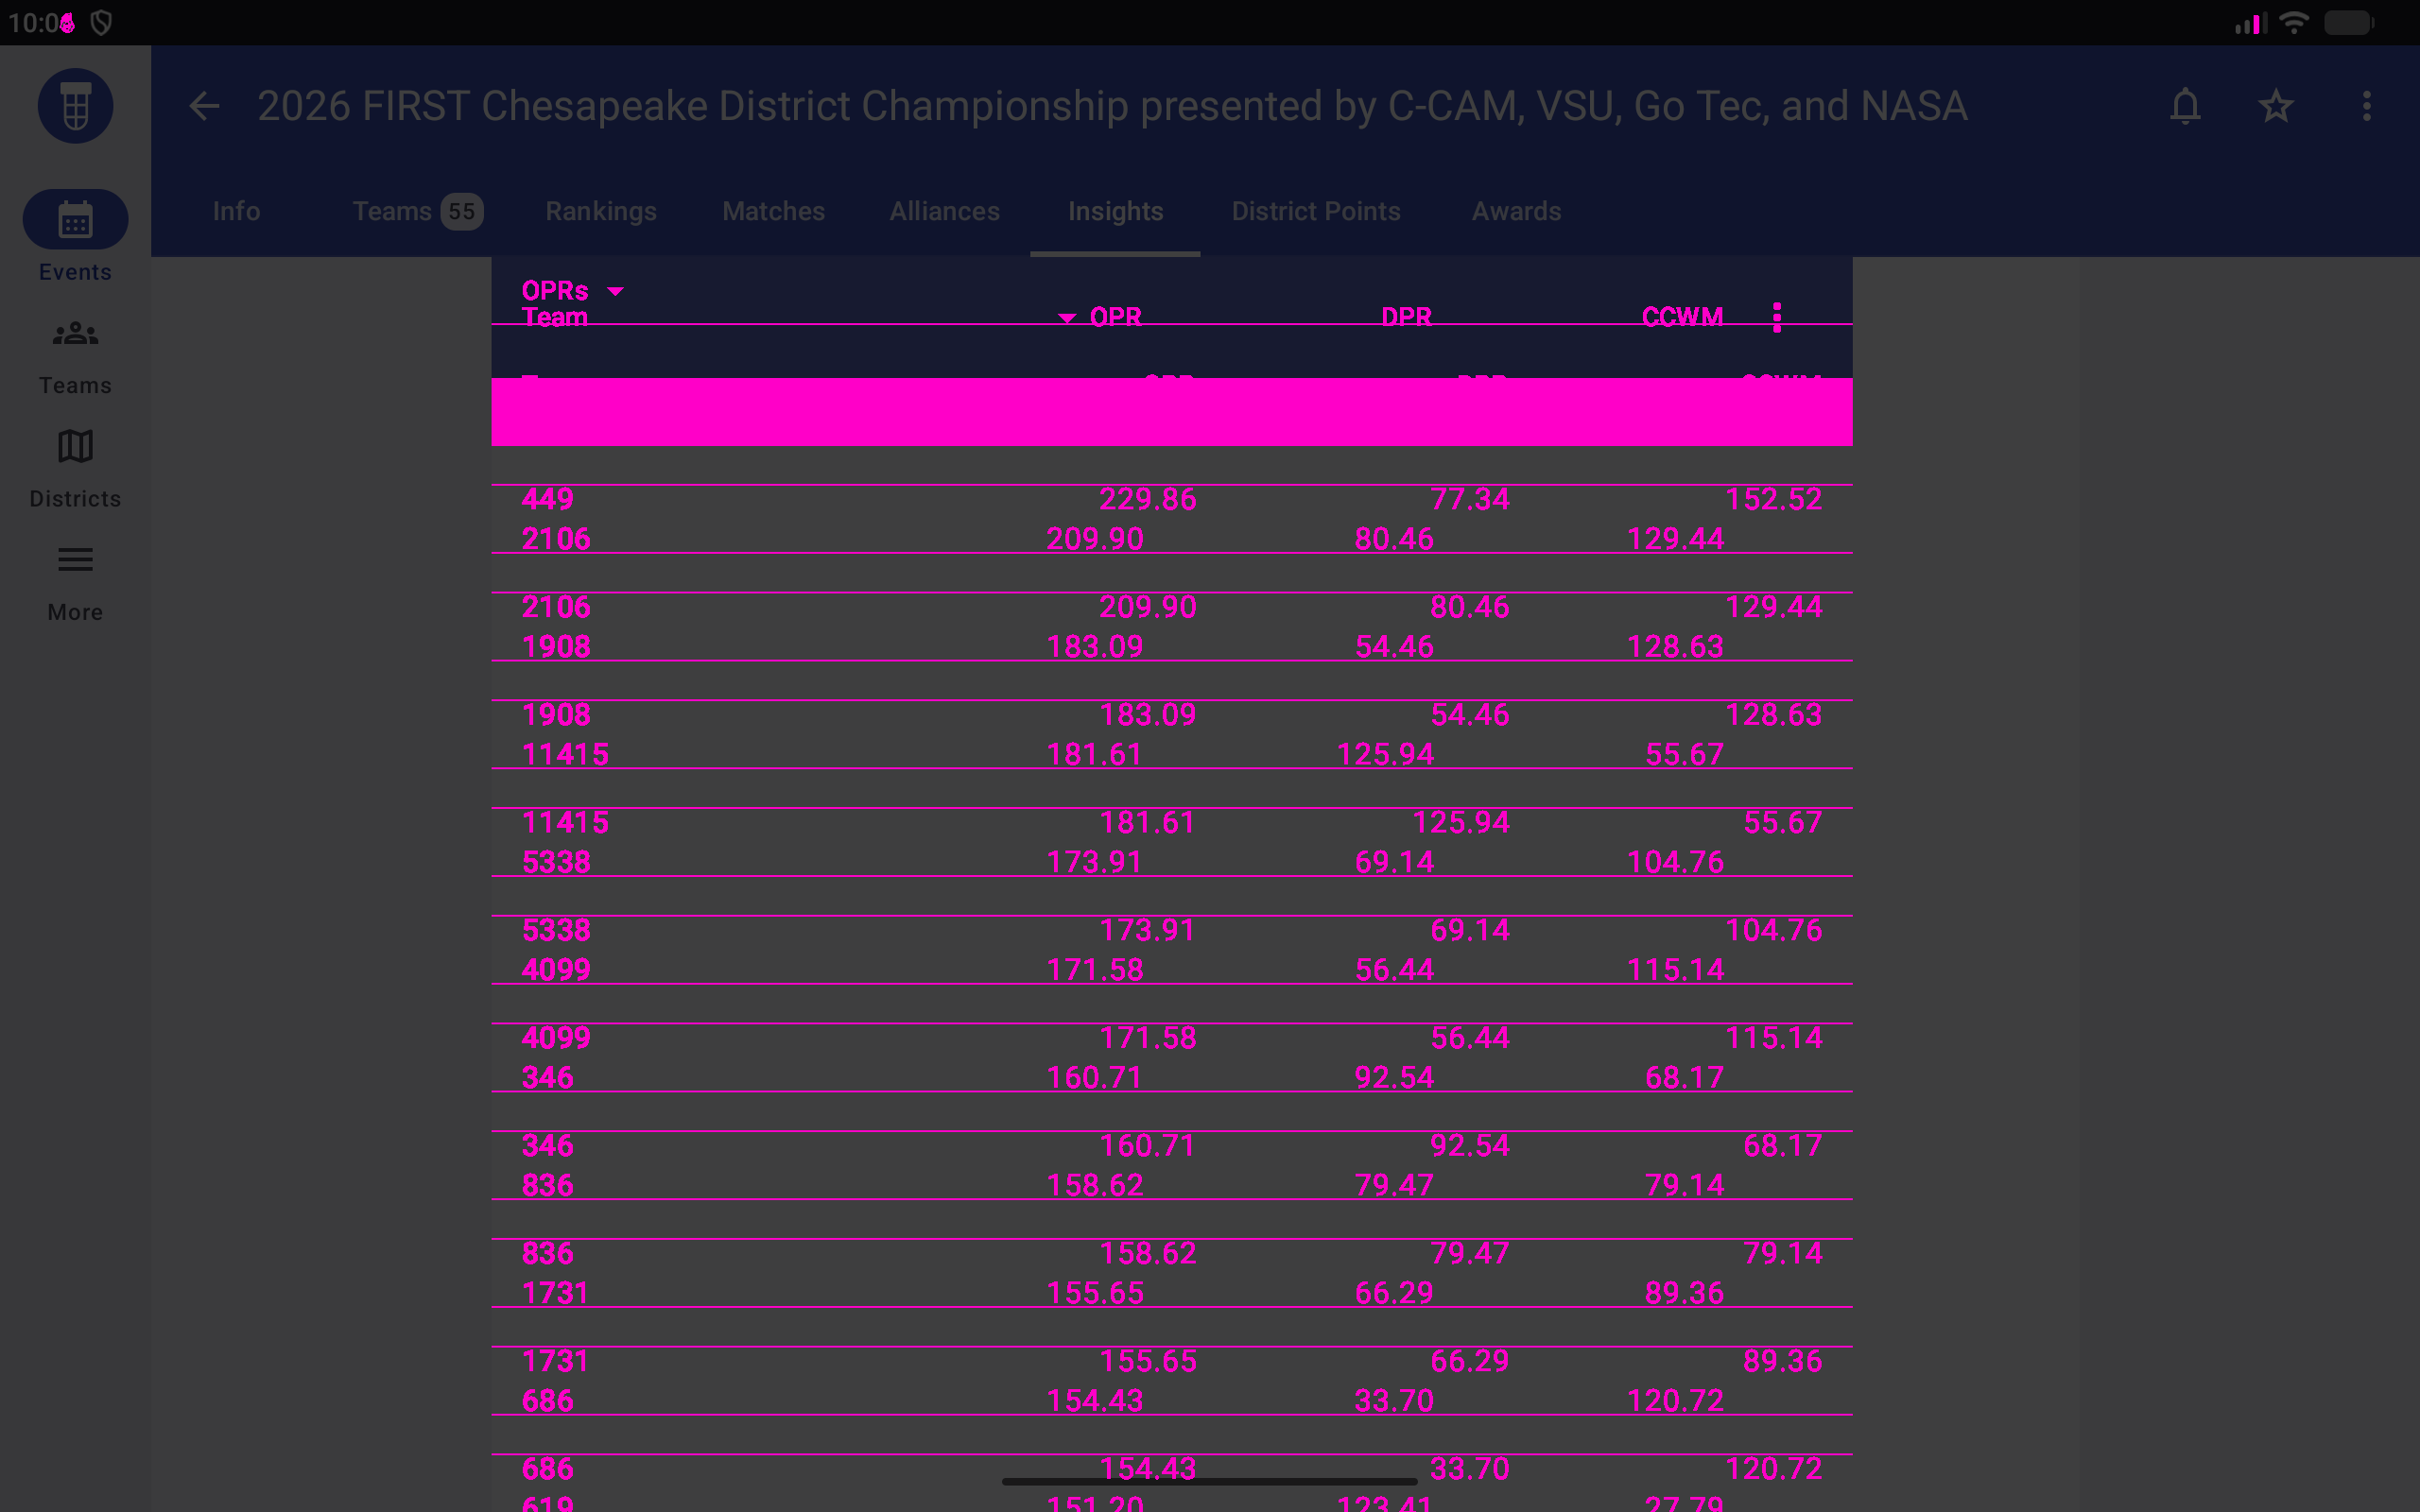 10:0
2026 FIRST Chesapeake District Championship presented by C-CAM, VSU, Go Tec, and NASA
Info Teams 55 Rankings Matches Alliances Insights District Points Awards
Events
Teams
Districts
More
OPRs
Team OPR DPR CCWM
449 229.86 77.34 152.52
2106 209.90 80.46 129.44
2106 209.90 80.46 129.44
1908 183.09 54.46 128.63
1908 183.09 54.46 128.63
11415 181.61 125.94 55.67
11415 181.61 125.94 55.67
5338 173.91 69.14 104.76
5338 173.91 69.14 104.76
4099 171.58 56.44 115.14
4099 171.58 56.44 115.14
346 160.71 92.54 68.17
346 160.71 92.54 68.17
836 158.62 79.47 79.14
836 158.62 79.47 79.14
1731 155.65 66.29 89.36
1731 155.65 66.29 89.36
686 154.43 33.70 120.72
686 154.43 33.70 120.72
619 151.20 123.41 27.79